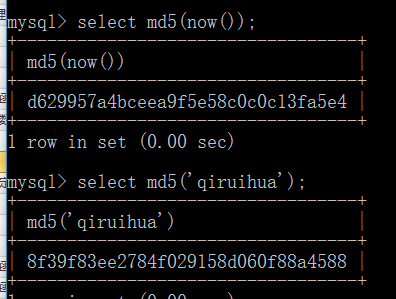 mysql> select md5(now());
+----------------------------------+
| md5(now())                       |
+----------------------------------+
| d629957a4bceea9f5e58c0c0c13fa5e4 |
+----------------------------------+
1 row in set (0.00 sec)
mysql> select md5('qiruihua');
+----------------------------------+
| md5('qiruihua')                  |
+----------------------------------+
| 8f39f83ee2784f029158d060f88a4588 |
+----------------------------------+